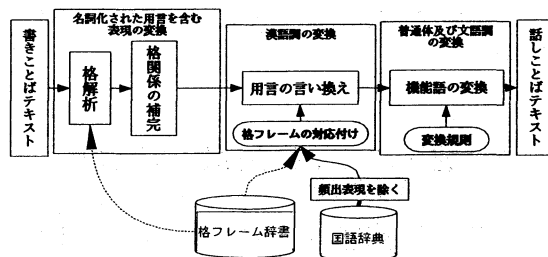 書きことばテキスト
名詞化された用言を含む
表現の変換
格解析
格関係の補完
漢語調の変換
用言の言い換え
格フレームの対応付け
普通体及び文語調
の変換
機能語の変換
変換規則
話しことばテキスト
頻出表現を除く
格フレーム辞書
国語辞典